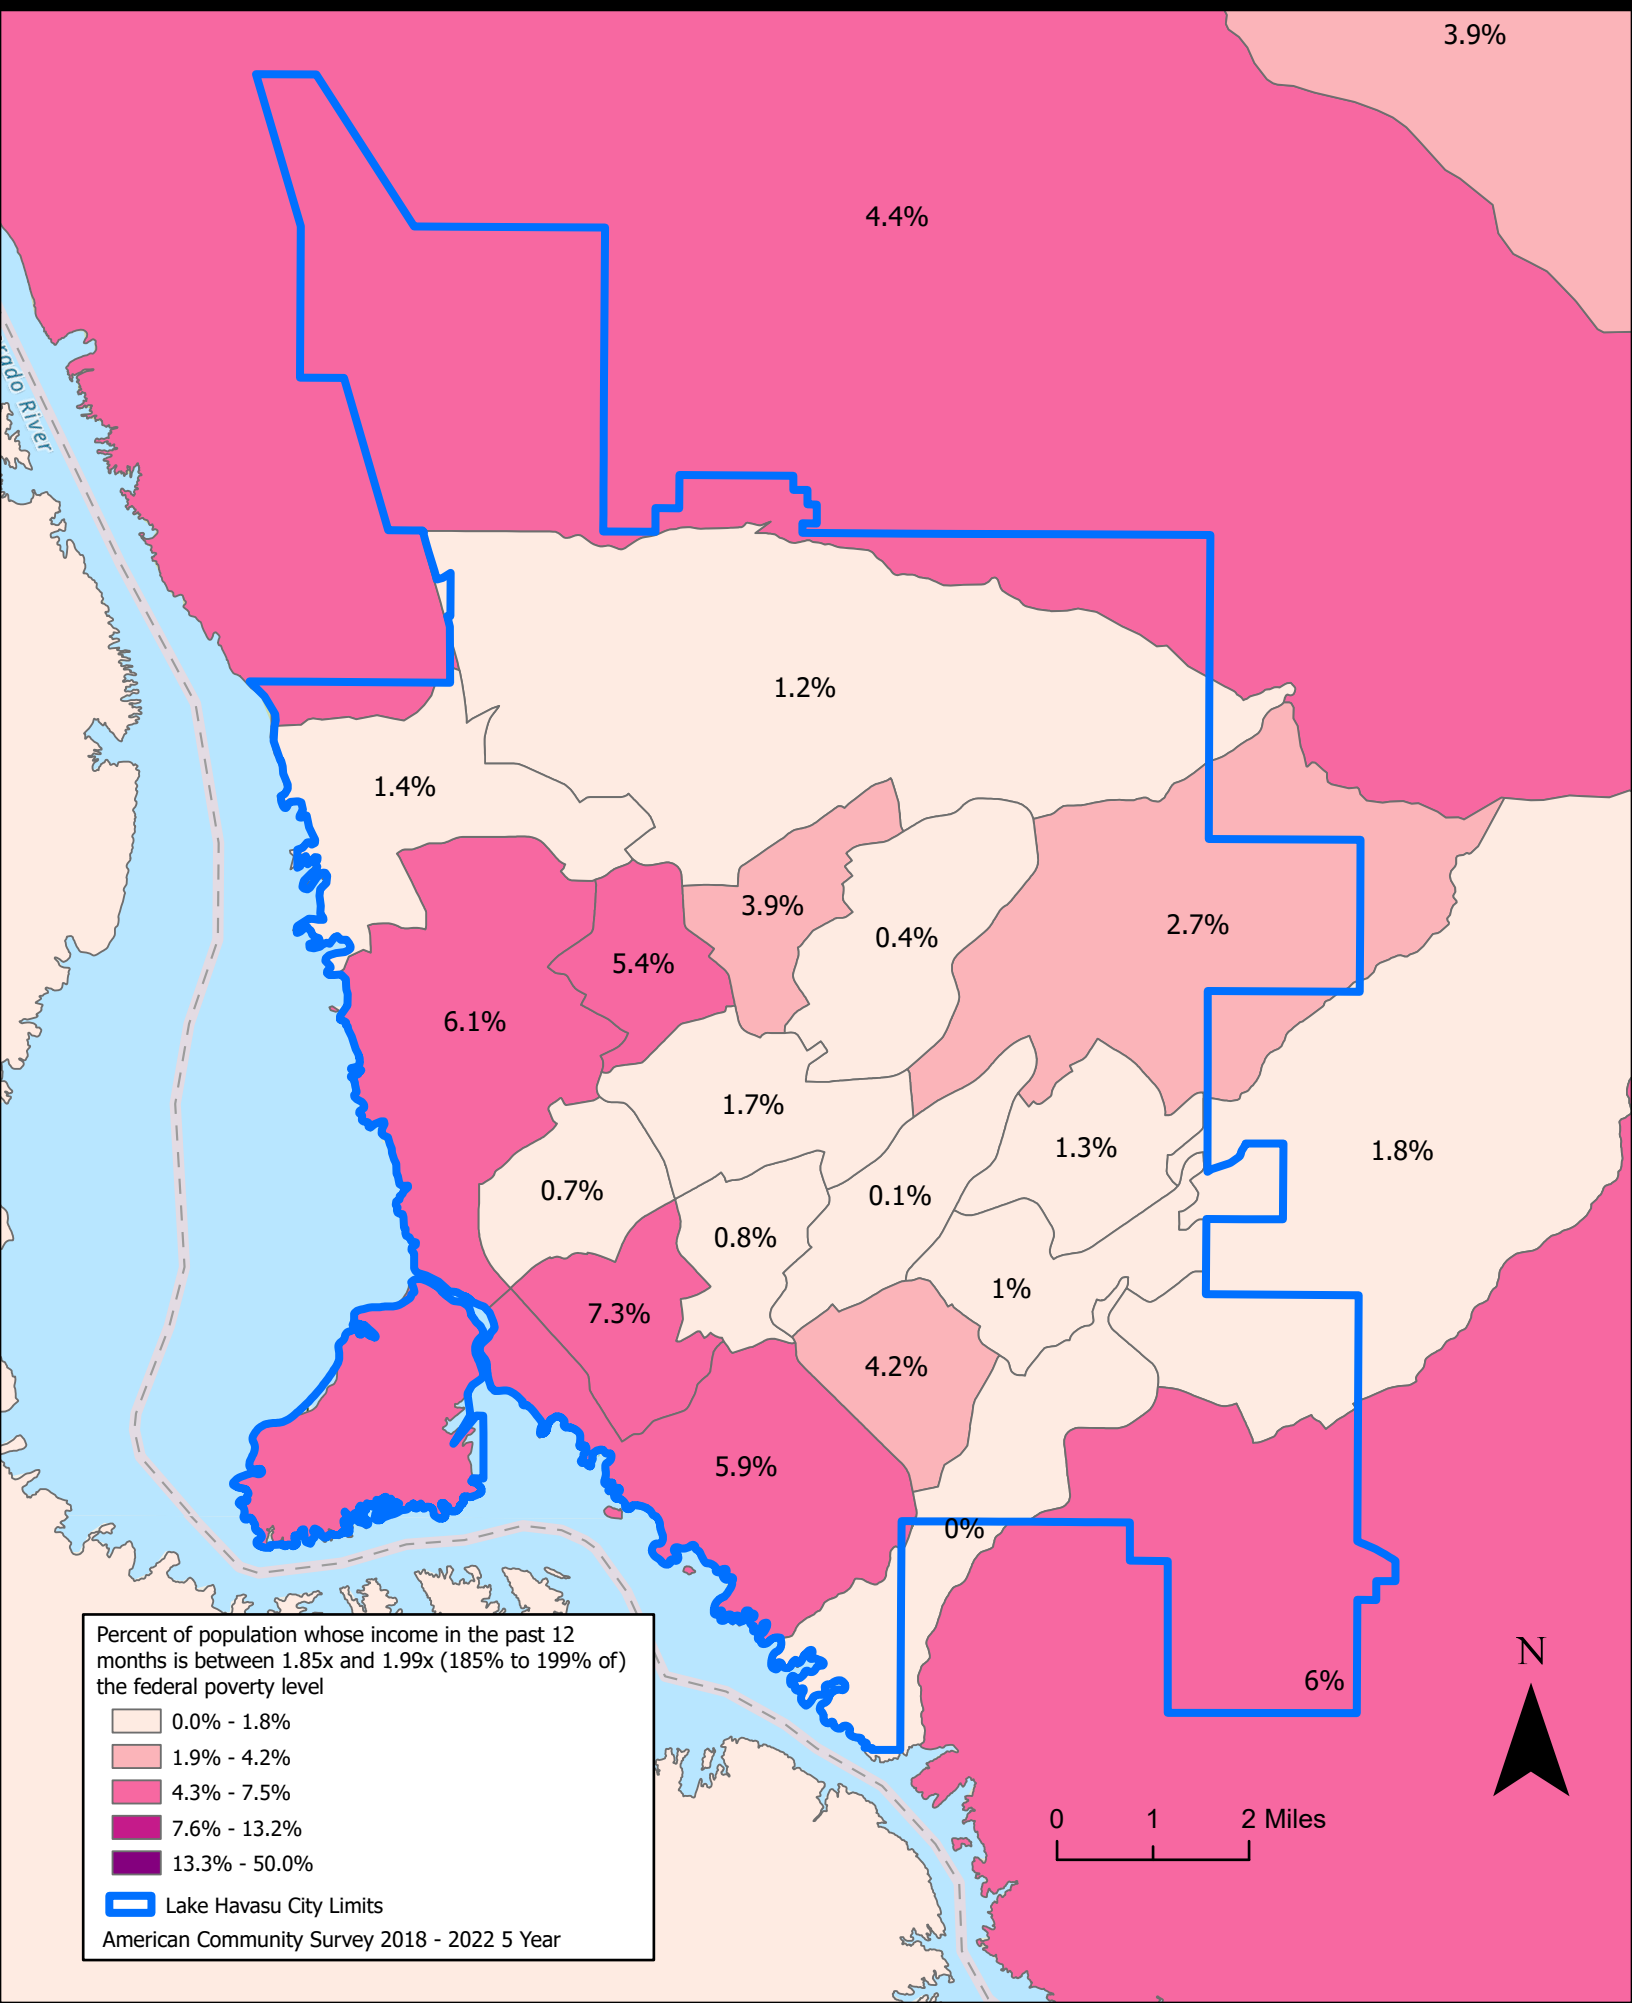 3.9%
4.4%
River
1.2%
1.4%
3.9%
2.7%
0.4%
5.4%
6.1%
1.7%
1.3%
1.8%
0.7%
0.1%
0.8%
1%
7.3%
4.2%
5.9%
0%
6%
N
0 1 2 Miles
Percent of population whose income in the past 12
months is between 1.85x and 1.99x (185% to 199% of)
the federal poverty level
0.0% - 1.8%
1.9% - 4.2%
4.3% - 7.5%
7.6% - 13.2%
13.3% - 50.0%
Lake Havasu City Limits
American Community Survey 2018 - 2022 5 Year